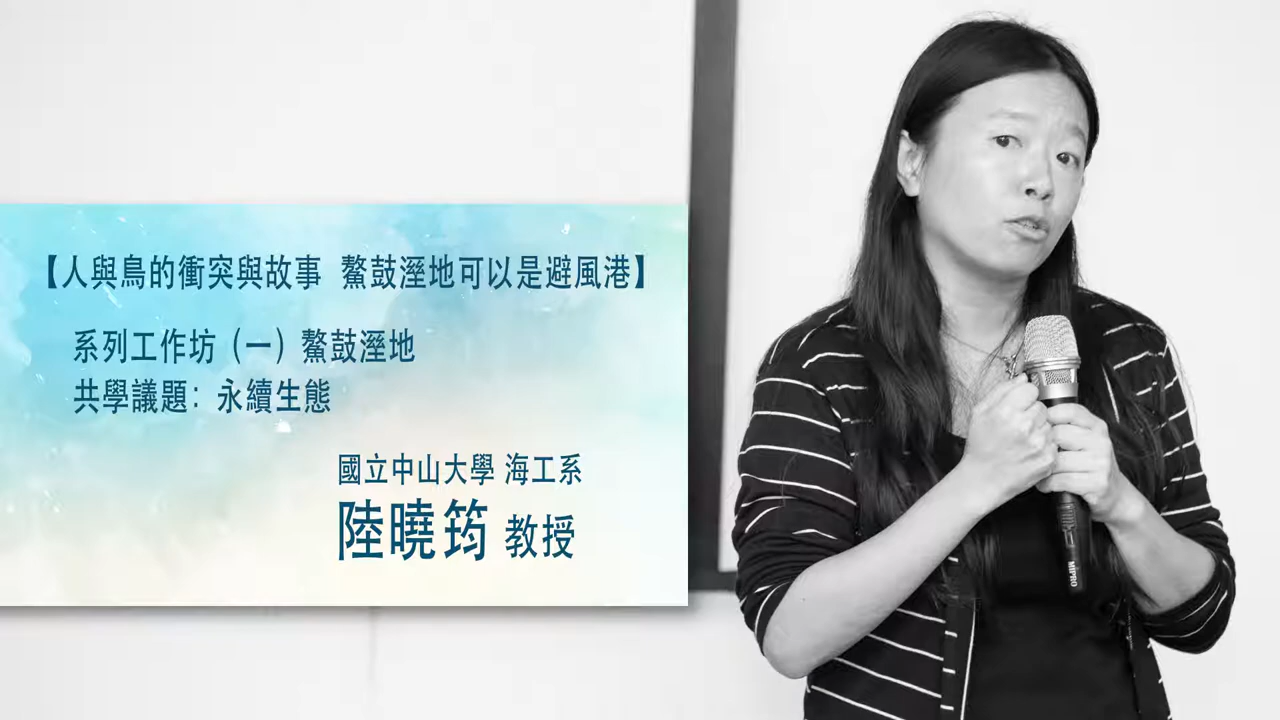 【人與鳥的衝突與故事 鰲鼓溼地可以是避風港】
系列工作坊（一）鰲鼓溼地
共學議題：永續生態
國立中山大學 海工系
陸曉筠 教授
MIPRO